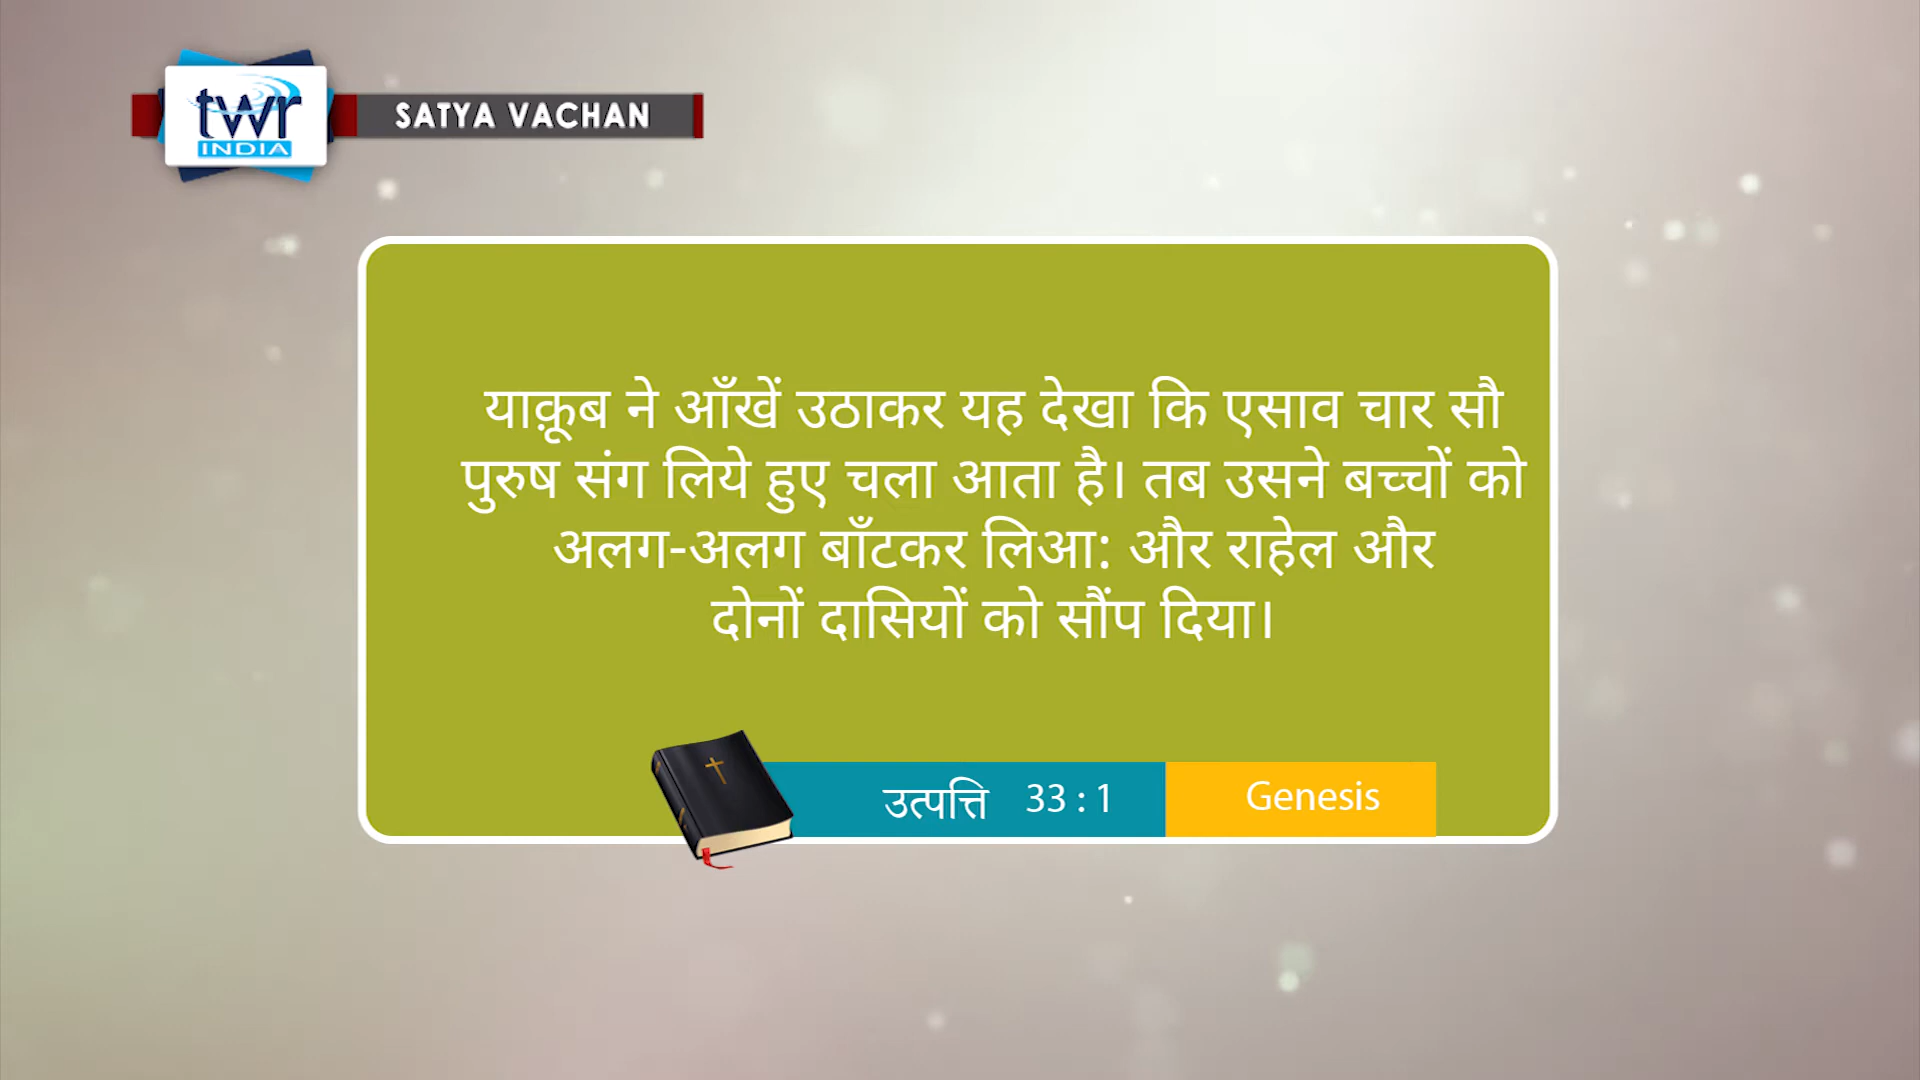 twr
INDIA
SATYA VACHAN
याक़ूब ने आँखें उठाकर यह देखा कि एसाव चार सौ
पुरुष संग लिये हुए चला आता है। तब उसने बच्चों को
अलग-अलग बाँटकर लिआ: और राहेल और
दोनों दासियों को सौंप दिया।
उत्पत्ति 33 : 1 Genesis